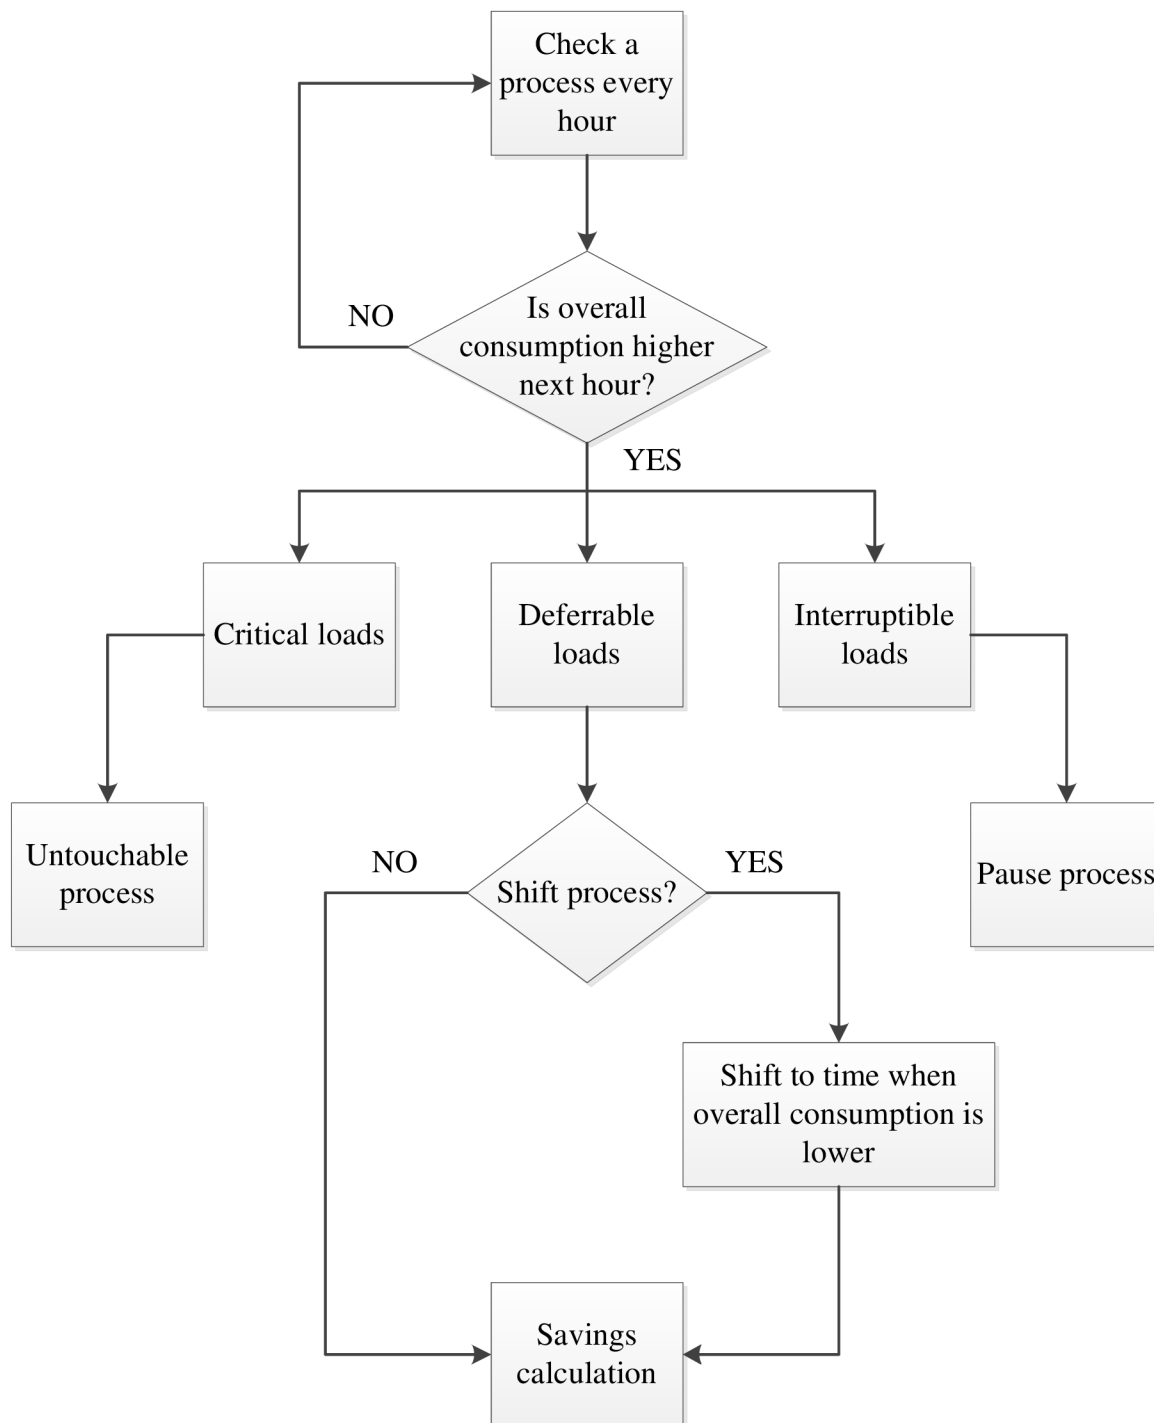 Check a
process every
hour
NO
Is overall
consumption higher
next hour?
YES
Critical loads
Deferrable
loads
Interruptible
loads
Untouchable
process
NO
Shift process?
YES
Pause process
Shift to time when
overall consumption is
lower
Savings
calculation